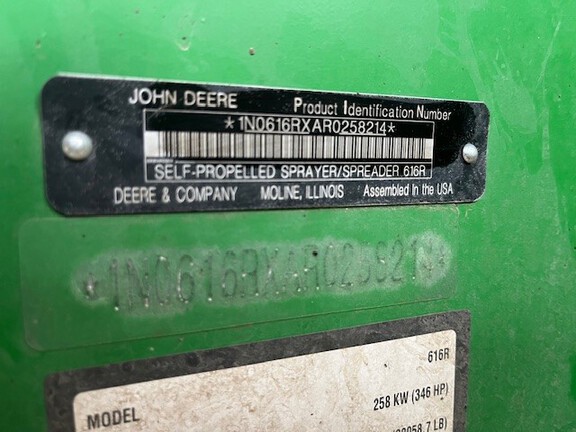 JOHN DEERE Product Identification Number
*1N0616RXAR0258214*
SELF-PROPELLED SPRAYER/SPREADER 616R
DEERE & COMPANY MOLINE, ILLINOIS Assembled in the USA
*1N0616RXAR0258214*
616R
MODEL 258 KW (346 HP)